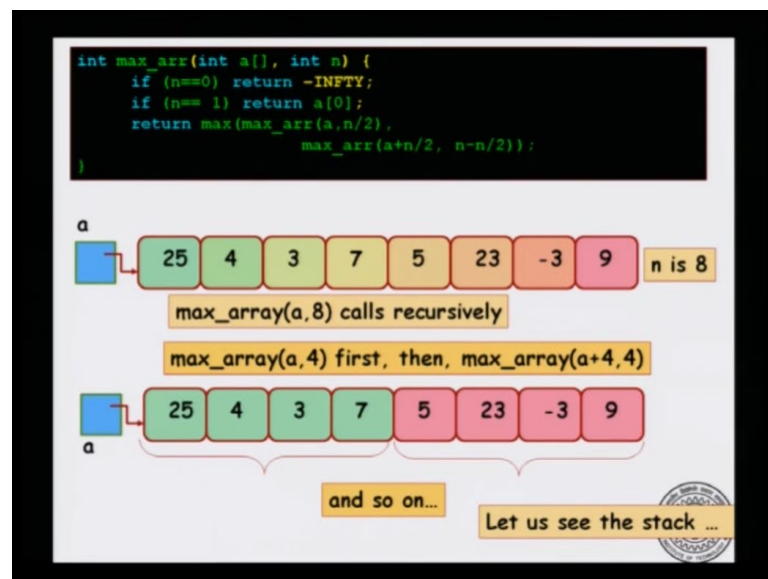 int max_arr(int a[], int n) {
if (n==0) return -INFTY;
if (n== 1) return a[0];
return max(max_arr(a,n/2),
max_arr(a+n/2, n-n/2));
}
a
25 4 3 7 5 23 -3 9 n is 8
max_array(a,8) calls recursively
max_array(a,4) first, then, max_array(a+4,4)
25 4 3 7 5 23 -3 9
a
and so on...
Let us see the stack ...